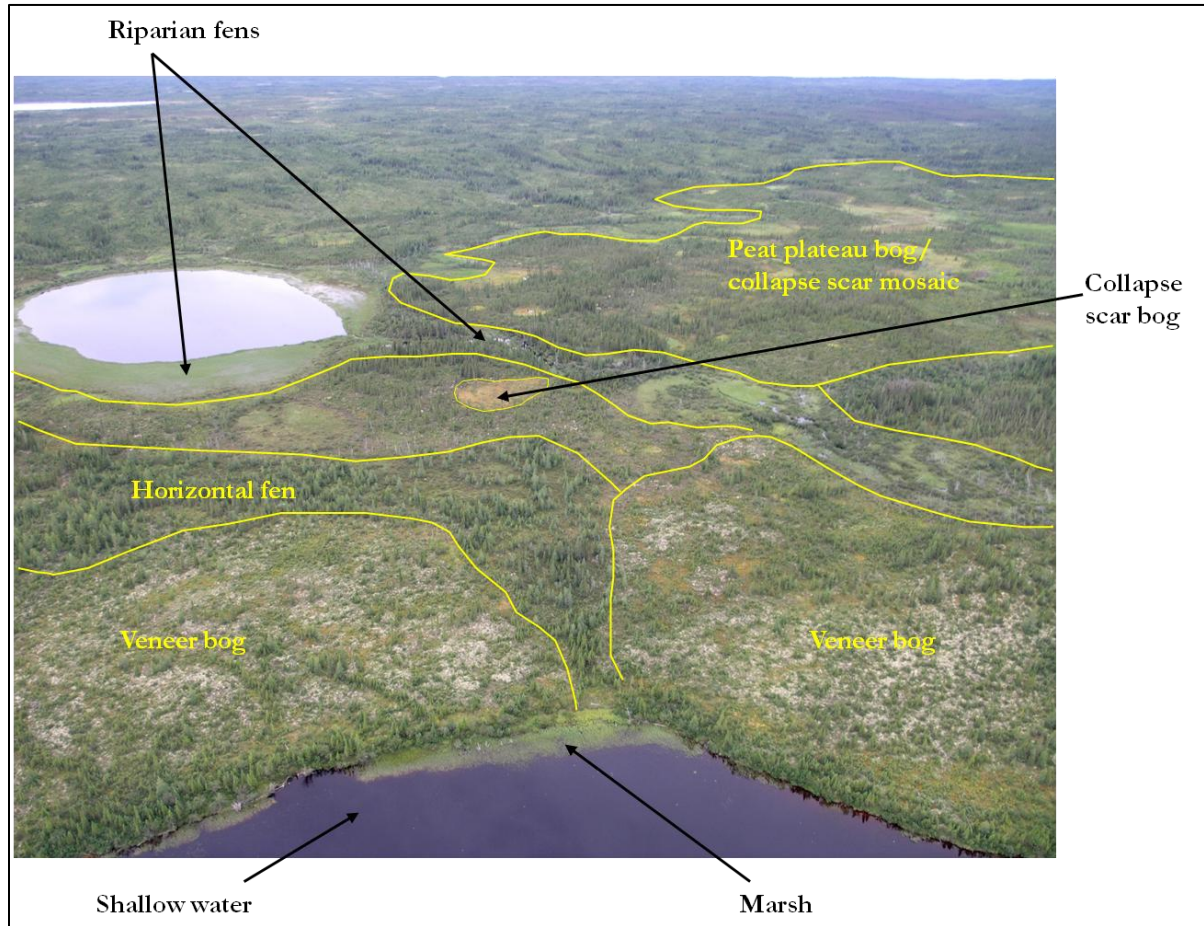 Riparian fens
Peat plateau bog/
collapse scar mosaic
Collapse
scar bog
Horizontal fen
Veneer bog
Veneer bog
Shallow water
Marsh